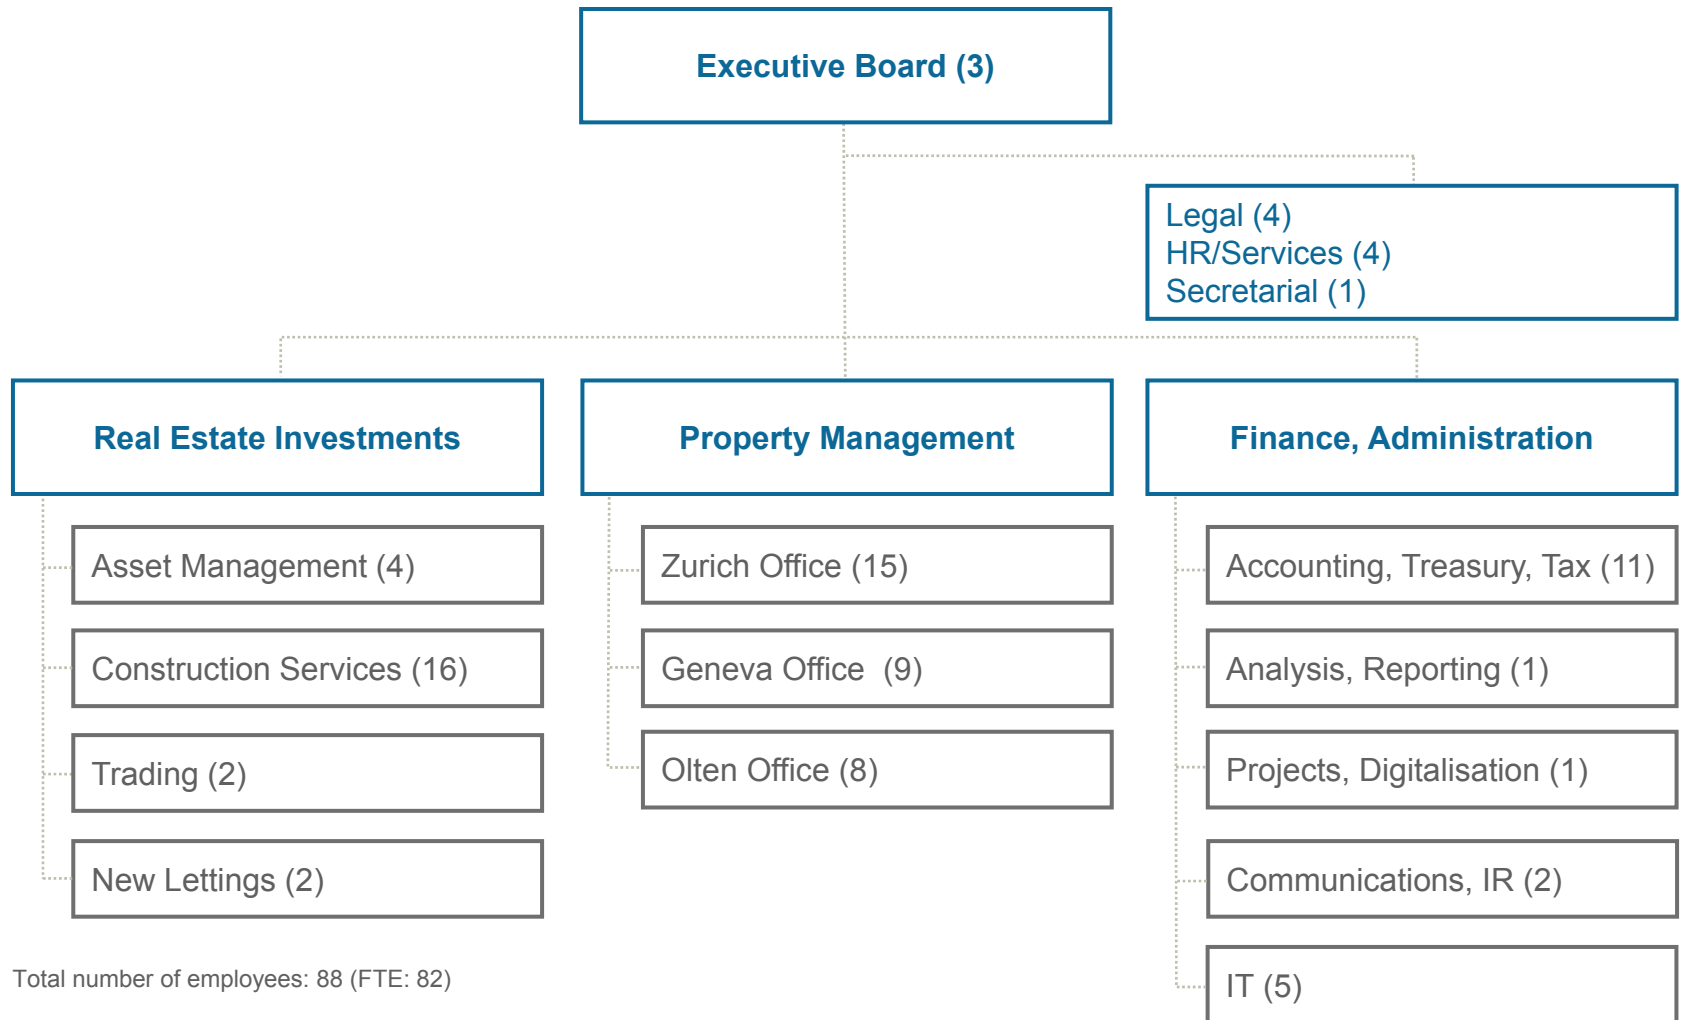 Executive Board (3)
Legal (4)
HR/Services (4)
Secretarial (1)
Real Estate Investments
Property Management
Finance, Administration
Asset Management (4)
Construction Services (16)
Trading (2)
New Lettings (2)
Zurich Office (15)
Geneva Office  (9)
Olten Office (8)
Accounting, Treasury, Tax (11)
Analysis, Reporting (1)
Projects, Digitalisation (1)
Communications, IR (2)
IT (5)
Total number of employees: 88 (FTE: 82)